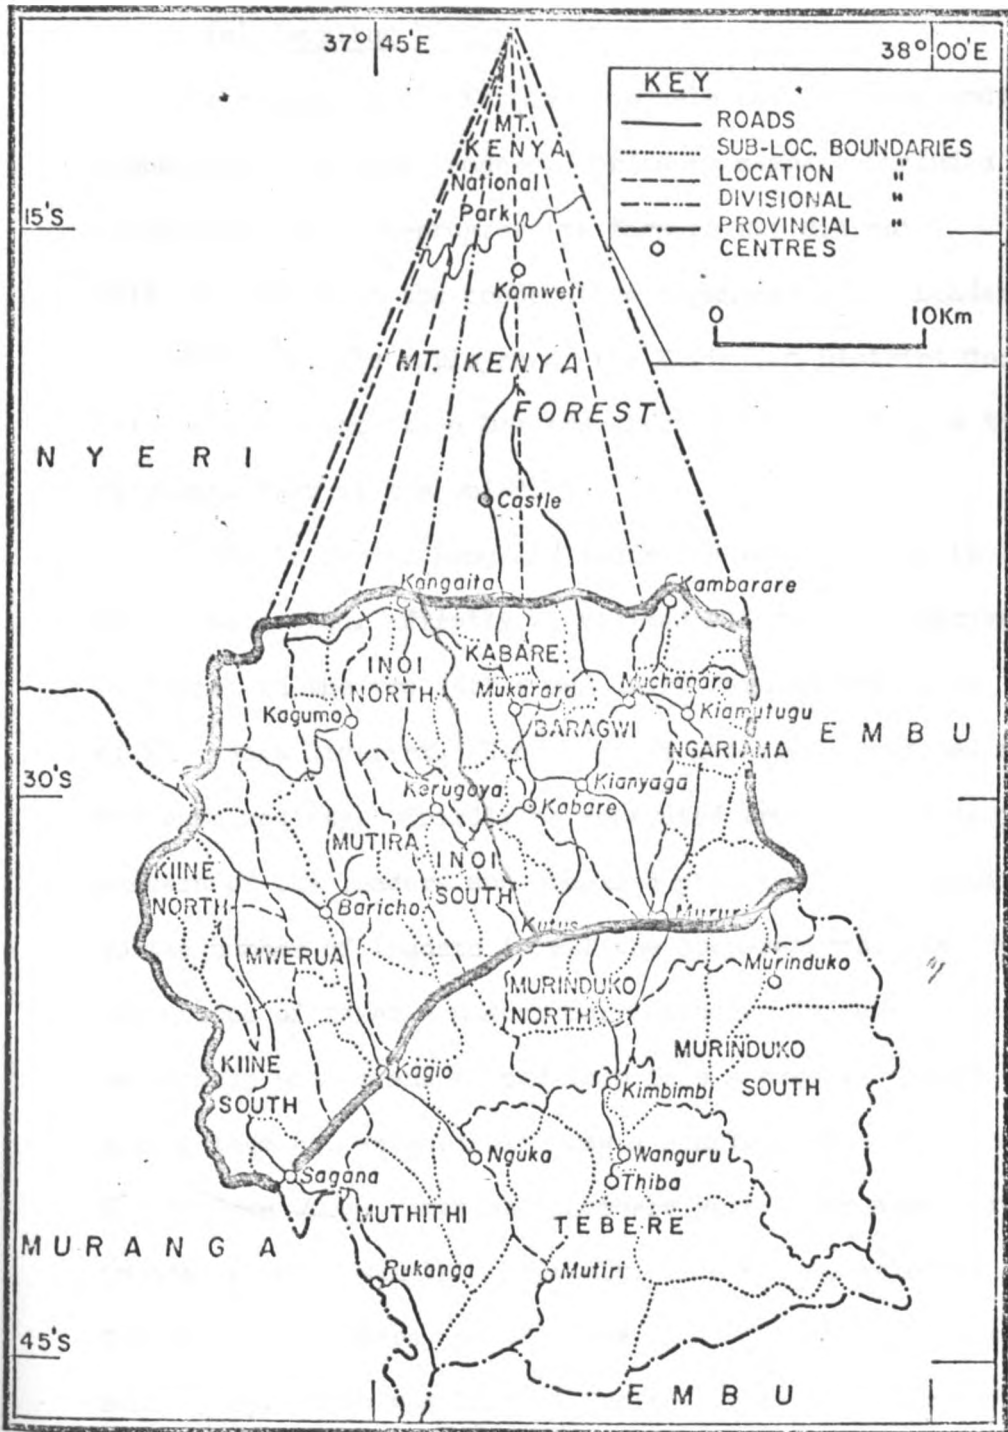 37° 45'E
38° 00'E
KEY
ROADS
SUB-LOC. BOUNDARIES
LOCATION "
DIVISIONAL "
PROVINCIAL "
CENTRES
0 10Km
MT.
KENYA
National
Park
15'S
Kamweti
MT. KENYA
FOREST
NYERI
Castle
Kangaita
Kambarare
KABARE
INOI
NORTH
Mukarara
Muchanara
Kagumo
BARAGWI
Kiamutugu
NGARIAMA
EMBU
30'S
Kerugoya
Kianyaga
Kabare
MUTIRA
INOI
SOUTH
KIINE
NORTH
Baricho
Kutus
Mururi
MWERUA
Murinduko
MURINDUKO
NORTH
MURINDUKO
SOUTH
KIINE
SOUTH
Kagio
Kimbimbi
Nguka
Wanguru
Thiba
Sagana
MUTHITHI
TEBERE
MURANGA
Rukanga
Mutiri
45'S
EMBU